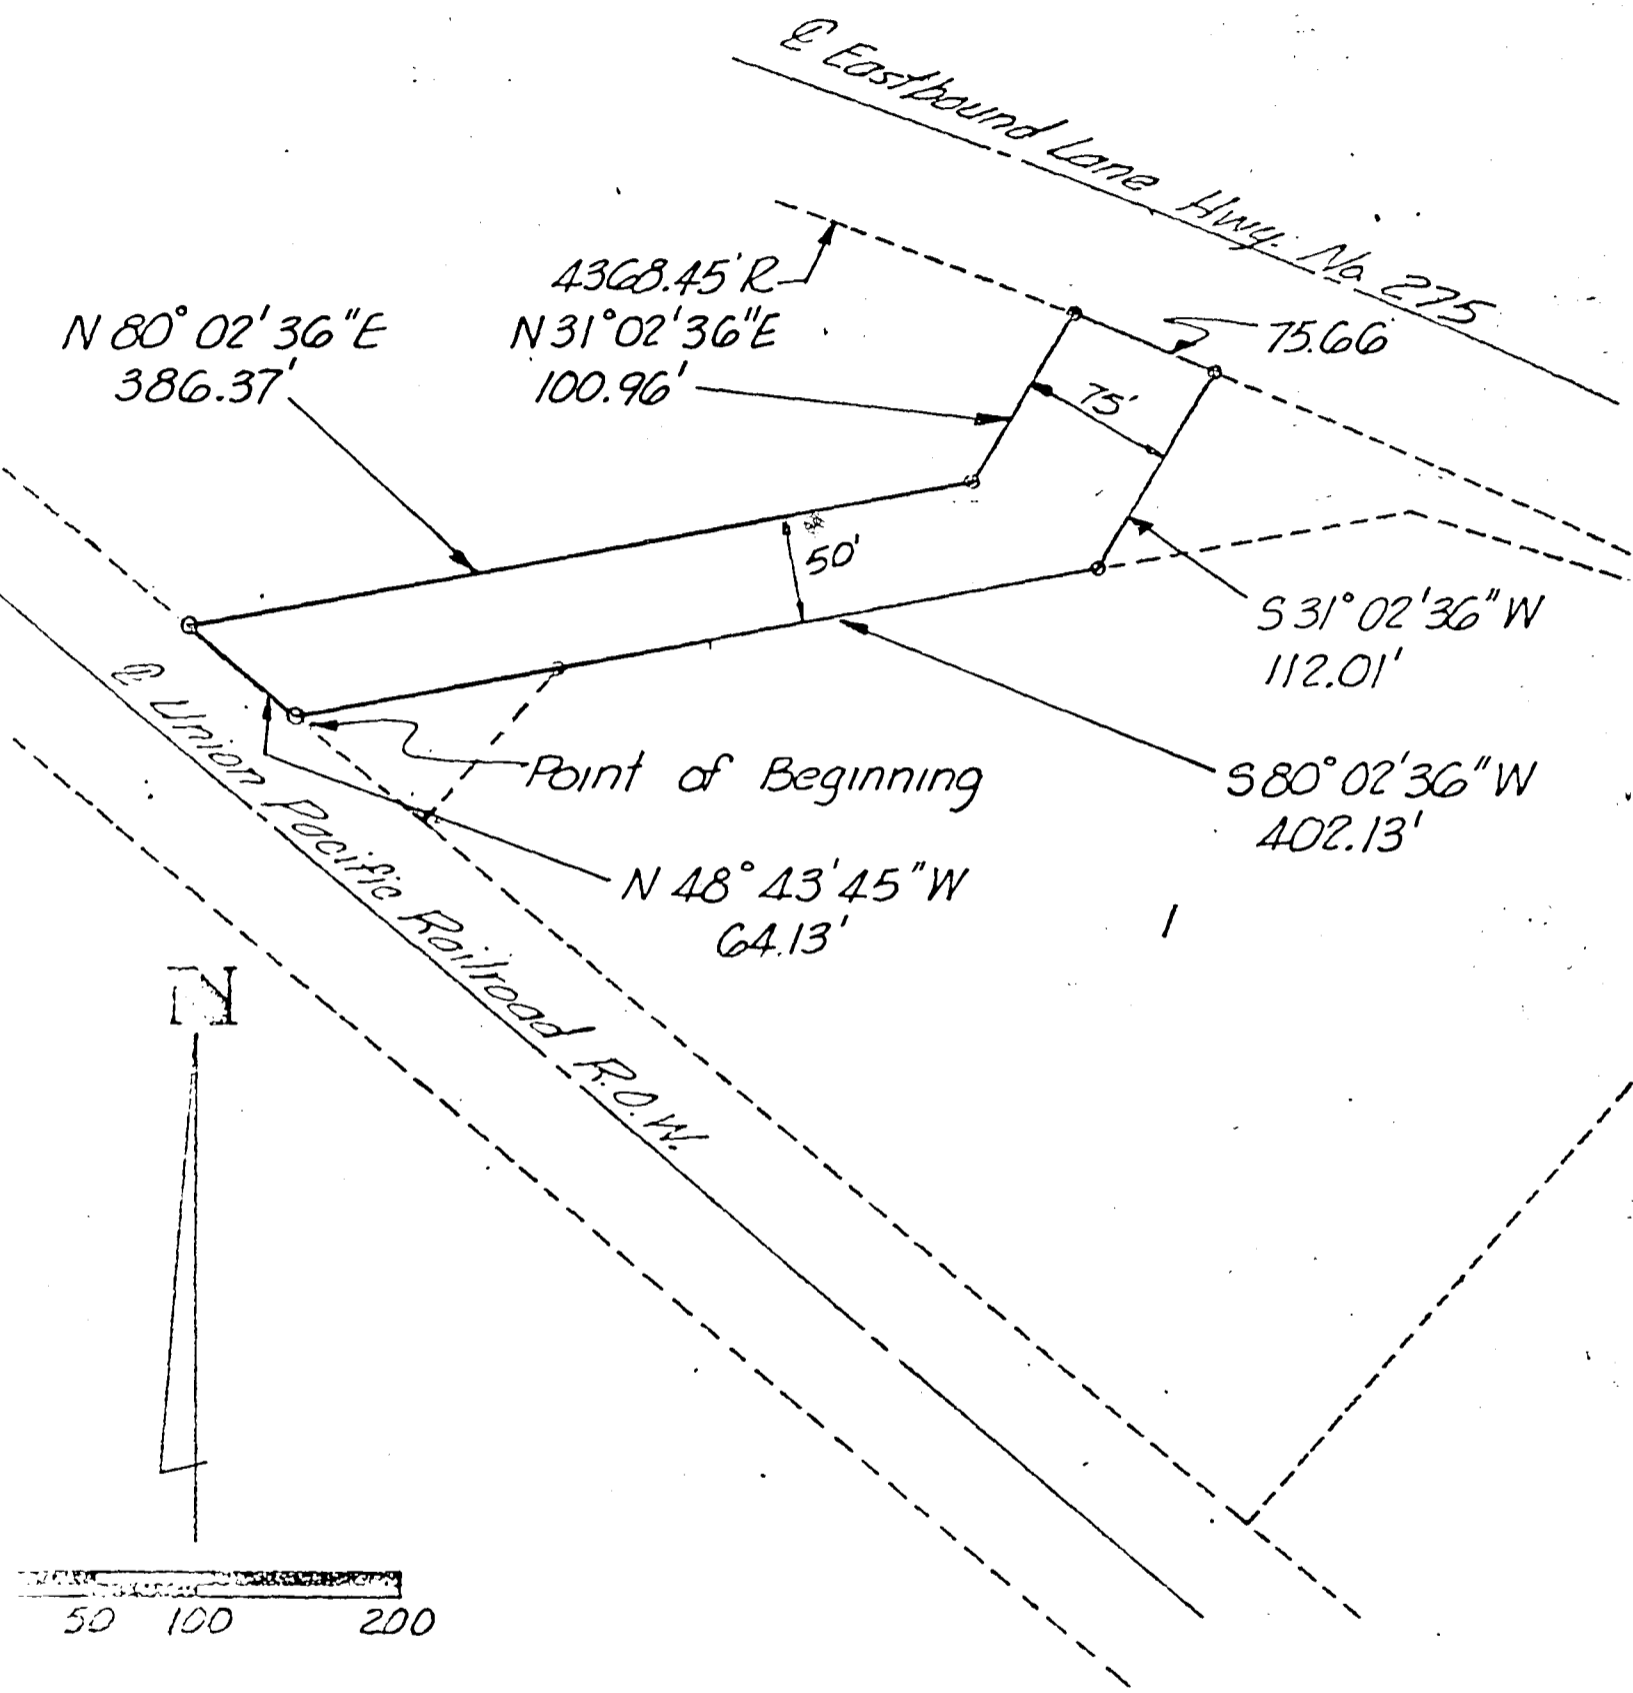 ℄ Eastbound Lane Hwy. No. 275
4368.45' R
N 80° 02' 36" E
386.37'
N 31° 02' 36" E
100.96'
75.66'
75'
50'
S 31° 02' 36" W
112.01'
℄ Union Pacific Railroad R.O.W.
Point of Beginning
S 80° 02' 36" W
402.13'
N 48° 43' 45" W
64.13'
N
50 100 200